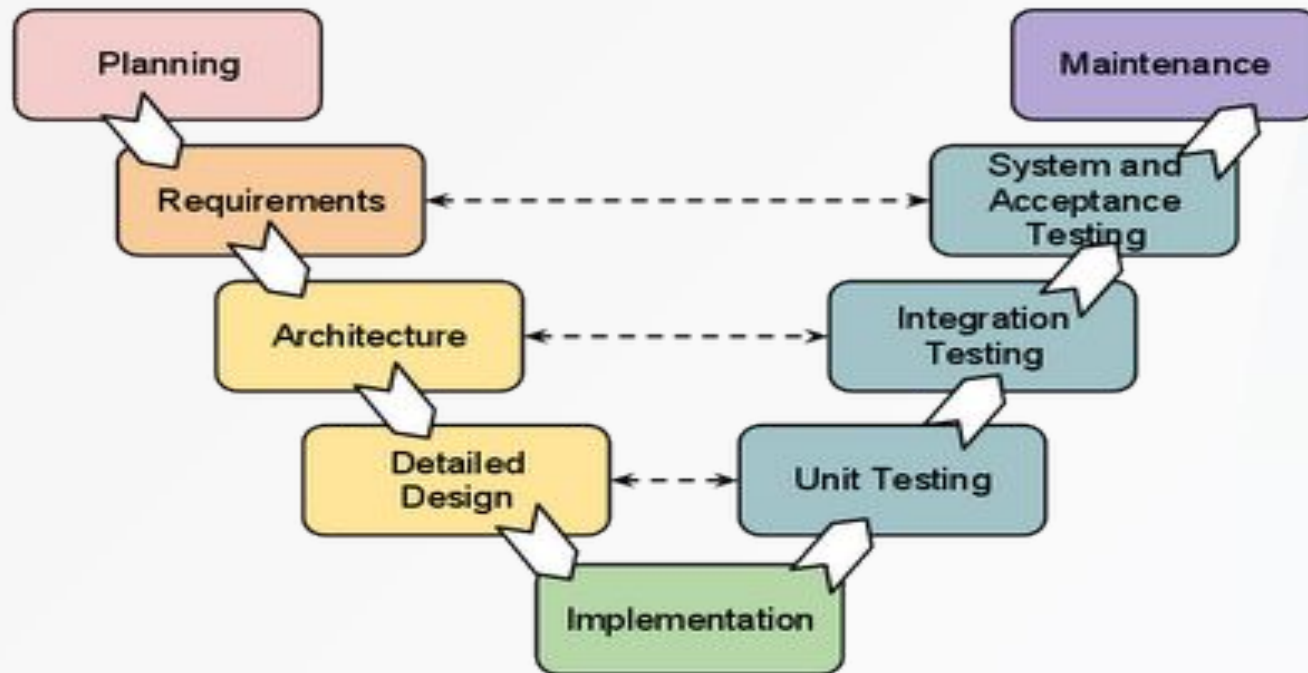 Planning
Maintenance
Requirements
System and
Acceptance
Testing
Architecture
Integration
Testing
Detailed
Design
Unit Testing
Implementation